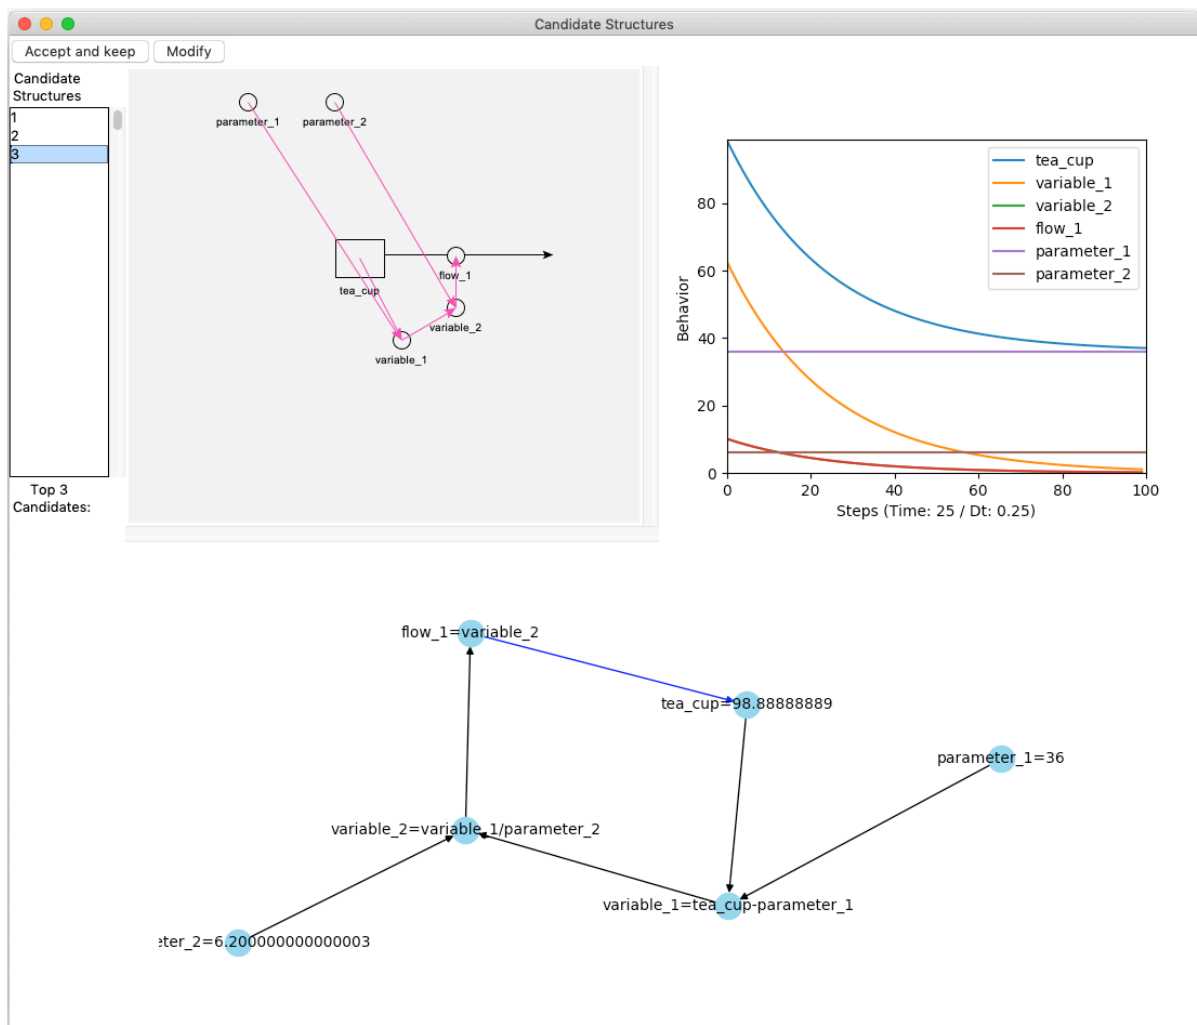 Candidate Structures
Accept and keep
Modify
Candidate
Structures
1
2
3
Top 3
Candidates:
parameter_1
parameter_2
tea_cup
flow_1
variable_2
variable_1
Behavior
80
60
40
20
0
0
20
40
60
80
100
Steps (Time: 25 / Dt: 0.25)
tea_cup
variable_1
variable_2
flow_1
parameter_1
parameter_2
flow_1=variable_2
tea_cup=98.88888889
parameter_1=36
variable_2=variable_1/parameter_2
variable_1=tea_cup-parameter_1
eter_2=6.200000000000003